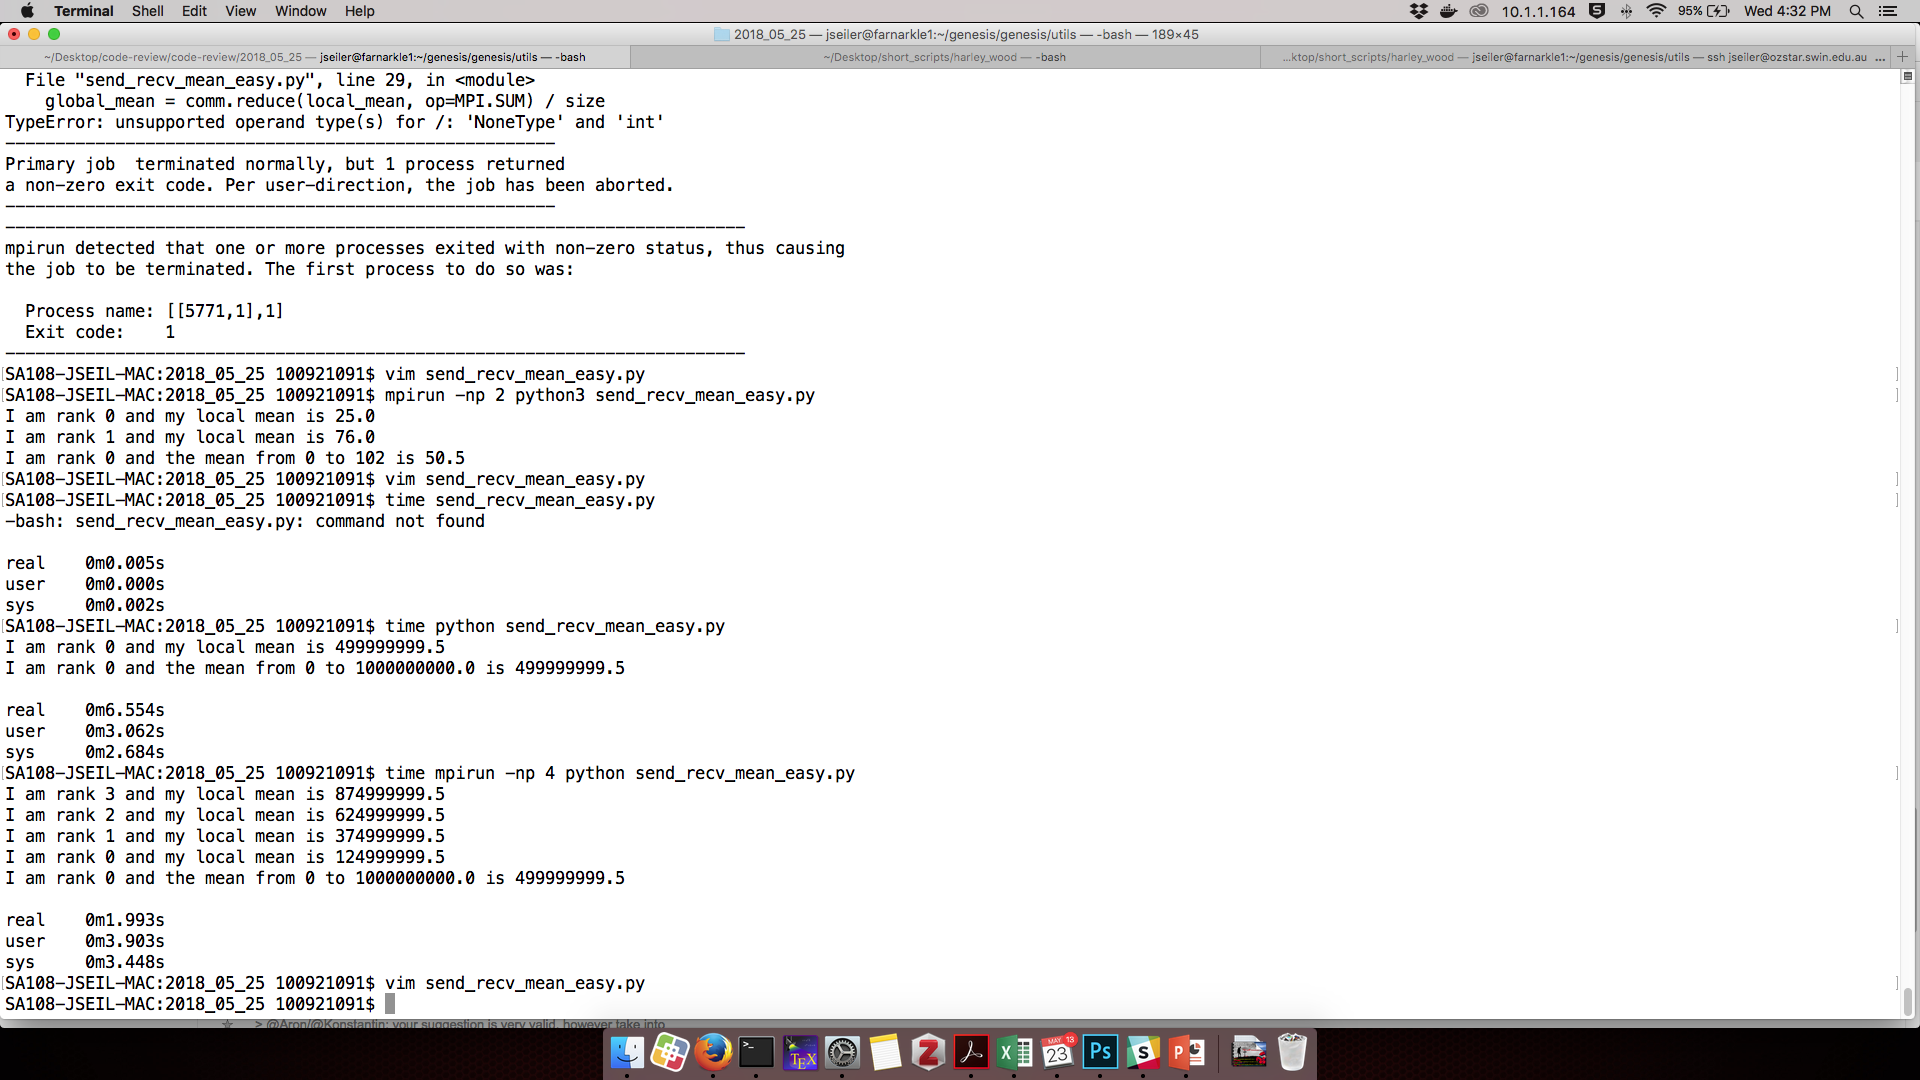 Terminal Shell Edit View Window Help 10.1.1.164 95% Wed 4:32 PM
2018_05_25 — jseiler@farnarkle1:~/genesis/genesis/utils — -bash — 189×45
~/Desktop/code-review/code-review/2018_05_25 — jseiler@farnarkle1:~/genesis/genesis/utils — -bash
~/Desktop/short_scripts/harley_wood — -bash
...ktop/short_scripts/harley_wood — jseiler@farnarkle1:~/genesis/genesis/utils — ssh jseiler@ozstar.swin.edu.au ...
  File "send_recv_mean_easy.py", line 29, in <module>
    global_mean = comm.reduce(local_mean, op=MPI.SUM) / size
TypeError: unsupported operand type(s) for /: 'NoneType' and 'int'
-------------------------------------------------------
Primary job  terminated normally, but 1 process returned
a non-zero exit code. Per user-direction, the job has been aborted.
-------------------------------------------------------
--------------------------------------------------------------------------
mpirun detected that one or more processes exited with non-zero status, thus causing
the job to be terminated. The first process to do so was:
  Process name: [[5771,1],1]
  Exit code:    1
--------------------------------------------------------------------------
[SA108-JSEIL-MAC:2018_05_25 100921091$ vim send_recv_mean_easy.py ]
[SA108-JSEIL-MAC:2018_05_25 100921091$ mpirun -np 2 python3 send_recv_mean_easy.py ]
I am rank 0 and my local mean is 25.0
I am rank 1 and my local mean is 76.0
I am rank 0 and the mean from 0 to 102 is 50.5
[SA108-JSEIL-MAC:2018_05_25 100921091$ vim send_recv_mean_easy.py ]
[SA108-JSEIL-MAC:2018_05_25 100921091$ time send_recv_mean_easy.py ]
-bash: send_recv_mean_easy.py: command not found
real    0m0.005s
user    0m0.000s
sys     0m0.002s
[SA108-JSEIL-MAC:2018_05_25 100921091$ time python send_recv_mean_easy.py ]
I am rank 0 and my local mean is 499999999.5
I am rank 0 and the mean from 0 to 1000000000.0 is 499999999.5
real    0m6.554s
user    0m3.062s
sys     0m2.684s
[SA108-JSEIL-MAC:2018_05_25 100921091$ time mpirun -np 4 python send_recv_mean_easy.py ]
I am rank 3 and my local mean is 874999999.5
I am rank 2 and my local mean is 624999999.5
I am rank 1 and my local mean is 374999999.5
I am rank 0 and my local mean is 124999999.5
I am rank 0 and the mean from 0 to 1000000000.0 is 499999999.5
real    0m1.993s
user    0m3.903s
sys     0m3.448s
[SA108-JSEIL-MAC:2018_05_25 100921091$ vim send_recv_mean_easy.py ]
SA108-JSEIL-MAC:2018_05_25 100921091$
> @Aron/@Konstantin: your suggestion is very valid, however take into
>_ TEX Z X MAY 13 23 Ps S P